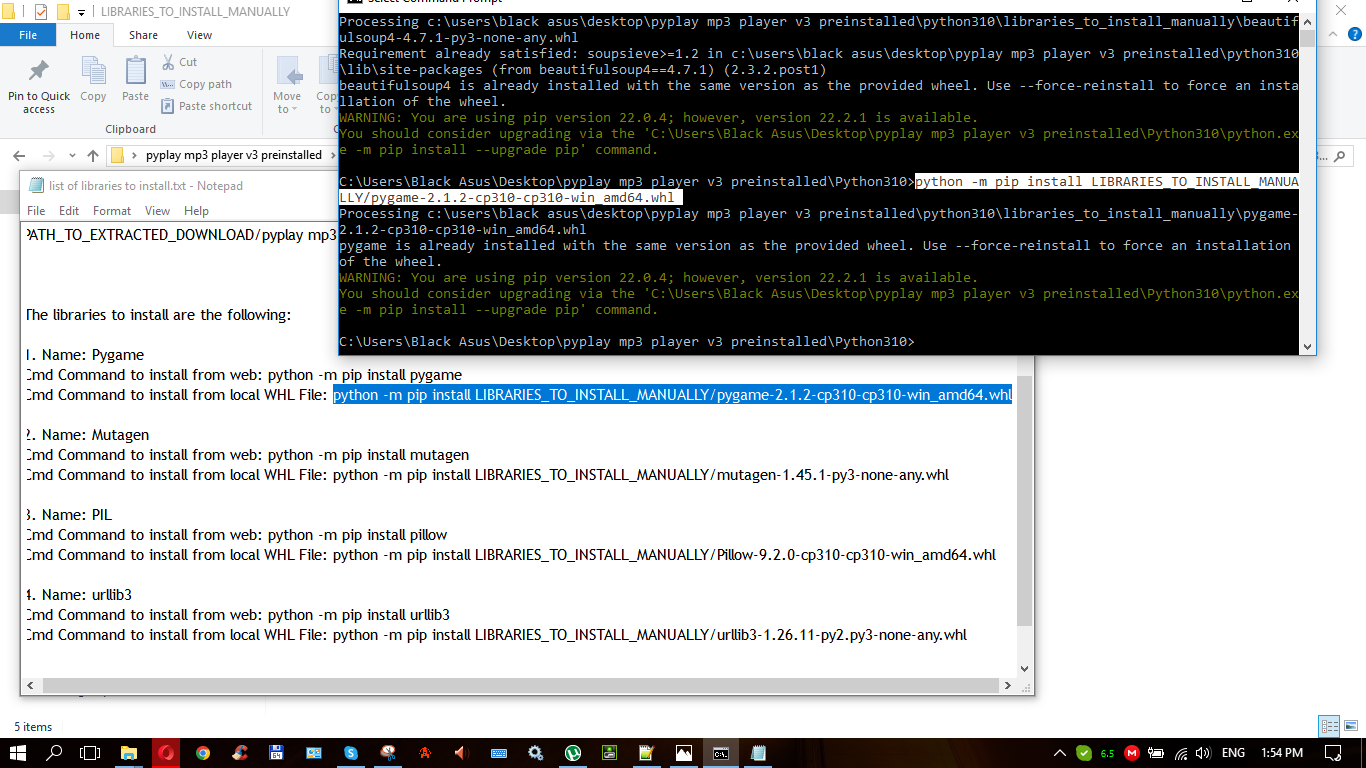 LIBRARIES_TO_INSTALL_MANUALLY
File Home Share View
Pin to Quick access
Copy
Paste
Cut
Copy path
Paste shortcut
Move to
Clipboard
pyplay mp3 player v3 preinstalled
Select Command Prompt
Processing c:\users\black asus\desktop\pyplay mp3 player v3 preinstalled\python310\libraries_to_install_manually\beautif
ulsoup4-4.7.1-py3-none-any.whl
Requirement already satisfied: soupsieve>=1.2 in c:\users\black asus\desktop\pyplay mp3 player v3 preinstalled\python310
\lib\site-packages (from beautifulsoup4==4.7.1) (2.3.2.post1)
beautifulsoup4 is already installed with the same version as the provided wheel. Use --force-reinstall to force an insta
llation of the wheel.
WARNING: You are using pip version 22.0.4; however, version 22.2.1 is available.
You should consider upgrading via the 'C:\Users\Black Asus\Desktop\pyplay mp3 player v3 preinstalled\Python310\python.ex
e -m pip install --upgrade pip' command.
C:\Users\Black Asus\Desktop\pyplay mp3 player v3 preinstalled\Python310>python -m pip install LIBRARIES_TO_INSTALL_MANUA
LLY/pygame-2.1.2-cp310-cp310-win_amd64.whl
Processing c:\users\black asus\desktop\pyplay mp3 player v3 preinstalled\python310\libraries_to_install_manually\pygame-
2.1.2-cp310-cp310-win_amd64.whl
pygame is already installed with the same version as the provided wheel. Use --force-reinstall to force an installation
of the wheel.
WARNING: You are using pip version 22.0.4; however, version 22.2.1 is available.
You should consider upgrading via the 'C:\Users\Black Asus\Desktop\pyplay mp3 player v3 preinstalled\Python310\python.ex
e -m pip install --upgrade pip' command.
C:\Users\Black Asus\Desktop\pyplay mp3 player v3 preinstalled\Python310>
list of libraries to install.txt - Notepad
File Edit Format View Help
PATH_TO_EXTRACTED_DOWNLOAD/pyplay mp3
The libraries to install are the following:
1. Name: Pygame
Cmd Command to install from web: python -m pip install pygame
Cmd Command to install from local WHL File: python -m pip install LIBRARIES_TO_INSTALL_MANUALLY/pygame-2.1.2-cp310-cp310-win_amd64.whl
2. Name: Mutagen
Cmd Command to install from web: python -m pip install mutagen
Cmd Command to install from local WHL File: python -m pip install LIBRARIES_TO_INSTALL_MANUALLY/mutagen-1.45.1-py3-none-any.whl
3. Name: PIL
Cmd Command to install from web: python -m pip install pillow
Cmd Command to install from local WHL File: python -m pip install LIBRARIES_TO_INSTALL_MANUALLY/Pillow-9.2.0-cp310-cp310-win_amd64.whl
4. Name: urllib3
Cmd Command to install from web: python -m pip install urllib3
Cmd Command to install from local WHL File: python -m pip install LIBRARIES_TO_INSTALL_MANUALLY/urllib3-1.26.11-py2.py3-none-any.whl
5 items
6.5
ENG
1:54 PM